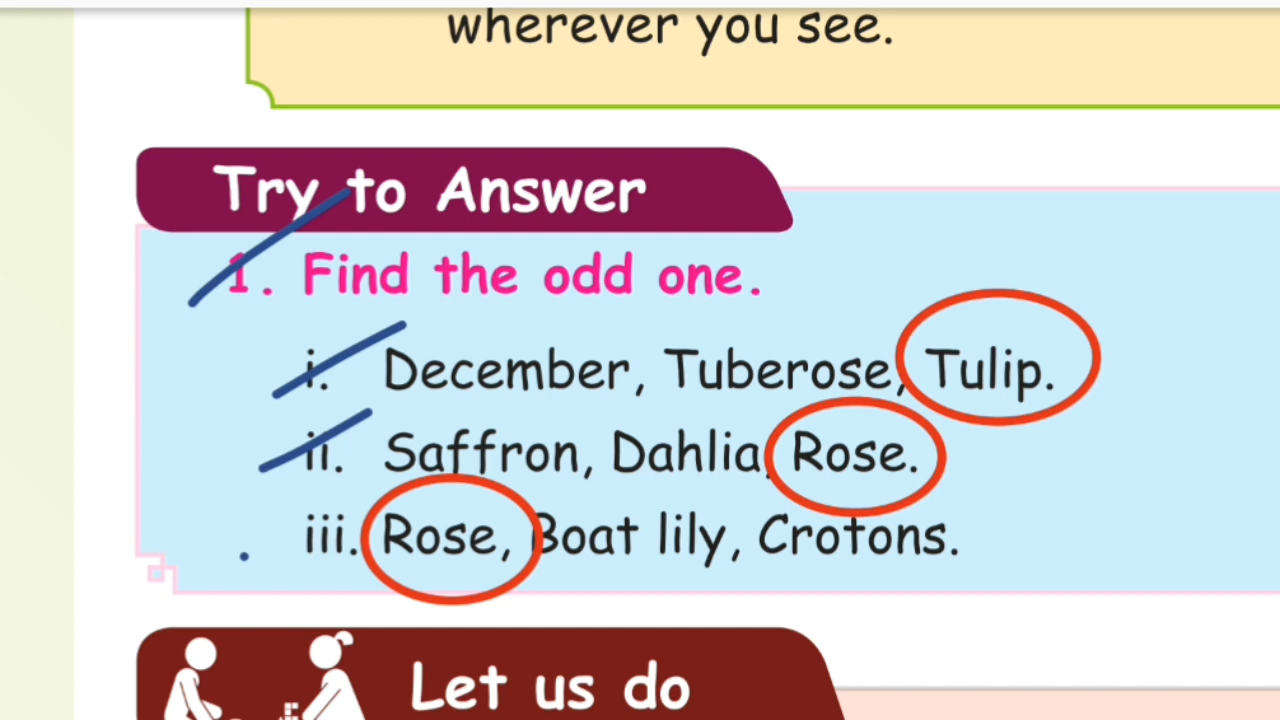 wherever you see.
Try to Answer
1. Find the odd one.
i. December, Tuberose, Tulip.
ii. Saffron, Dahlia, Rose.
iii. Rose, Boat lily, Crotons.
Let us do